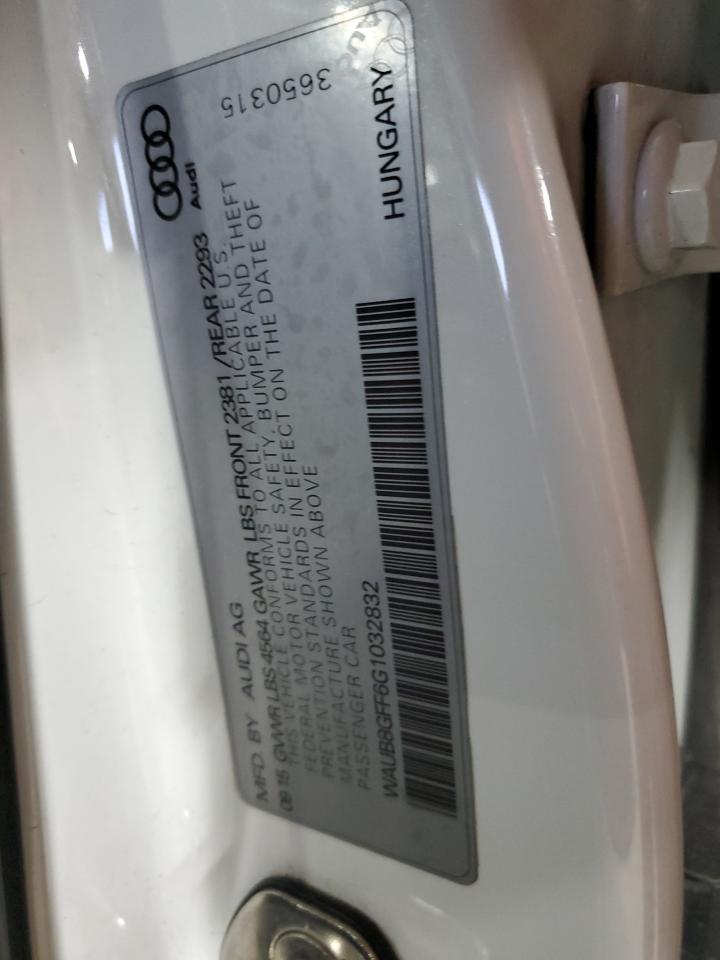 MFD. BY AUDI AG
09 15 GVWR LBS 4564 GAWR LBS FRONT 2381 /REAR 2293
THIS VEHICLE CONFORMS TO ALL APPLICABLE U.S.
FEDERAL MOTOR VEHICLE SAFETY, BUMPER AND THEFT
PREVENTION STANDARDS IN EFFECT ON THE DATE OF
MANUFACTURE SHOWN ABOVE
PASSENGER CAR
WAUB8GFF6G1032832
Audi
3650315
HUNGARY